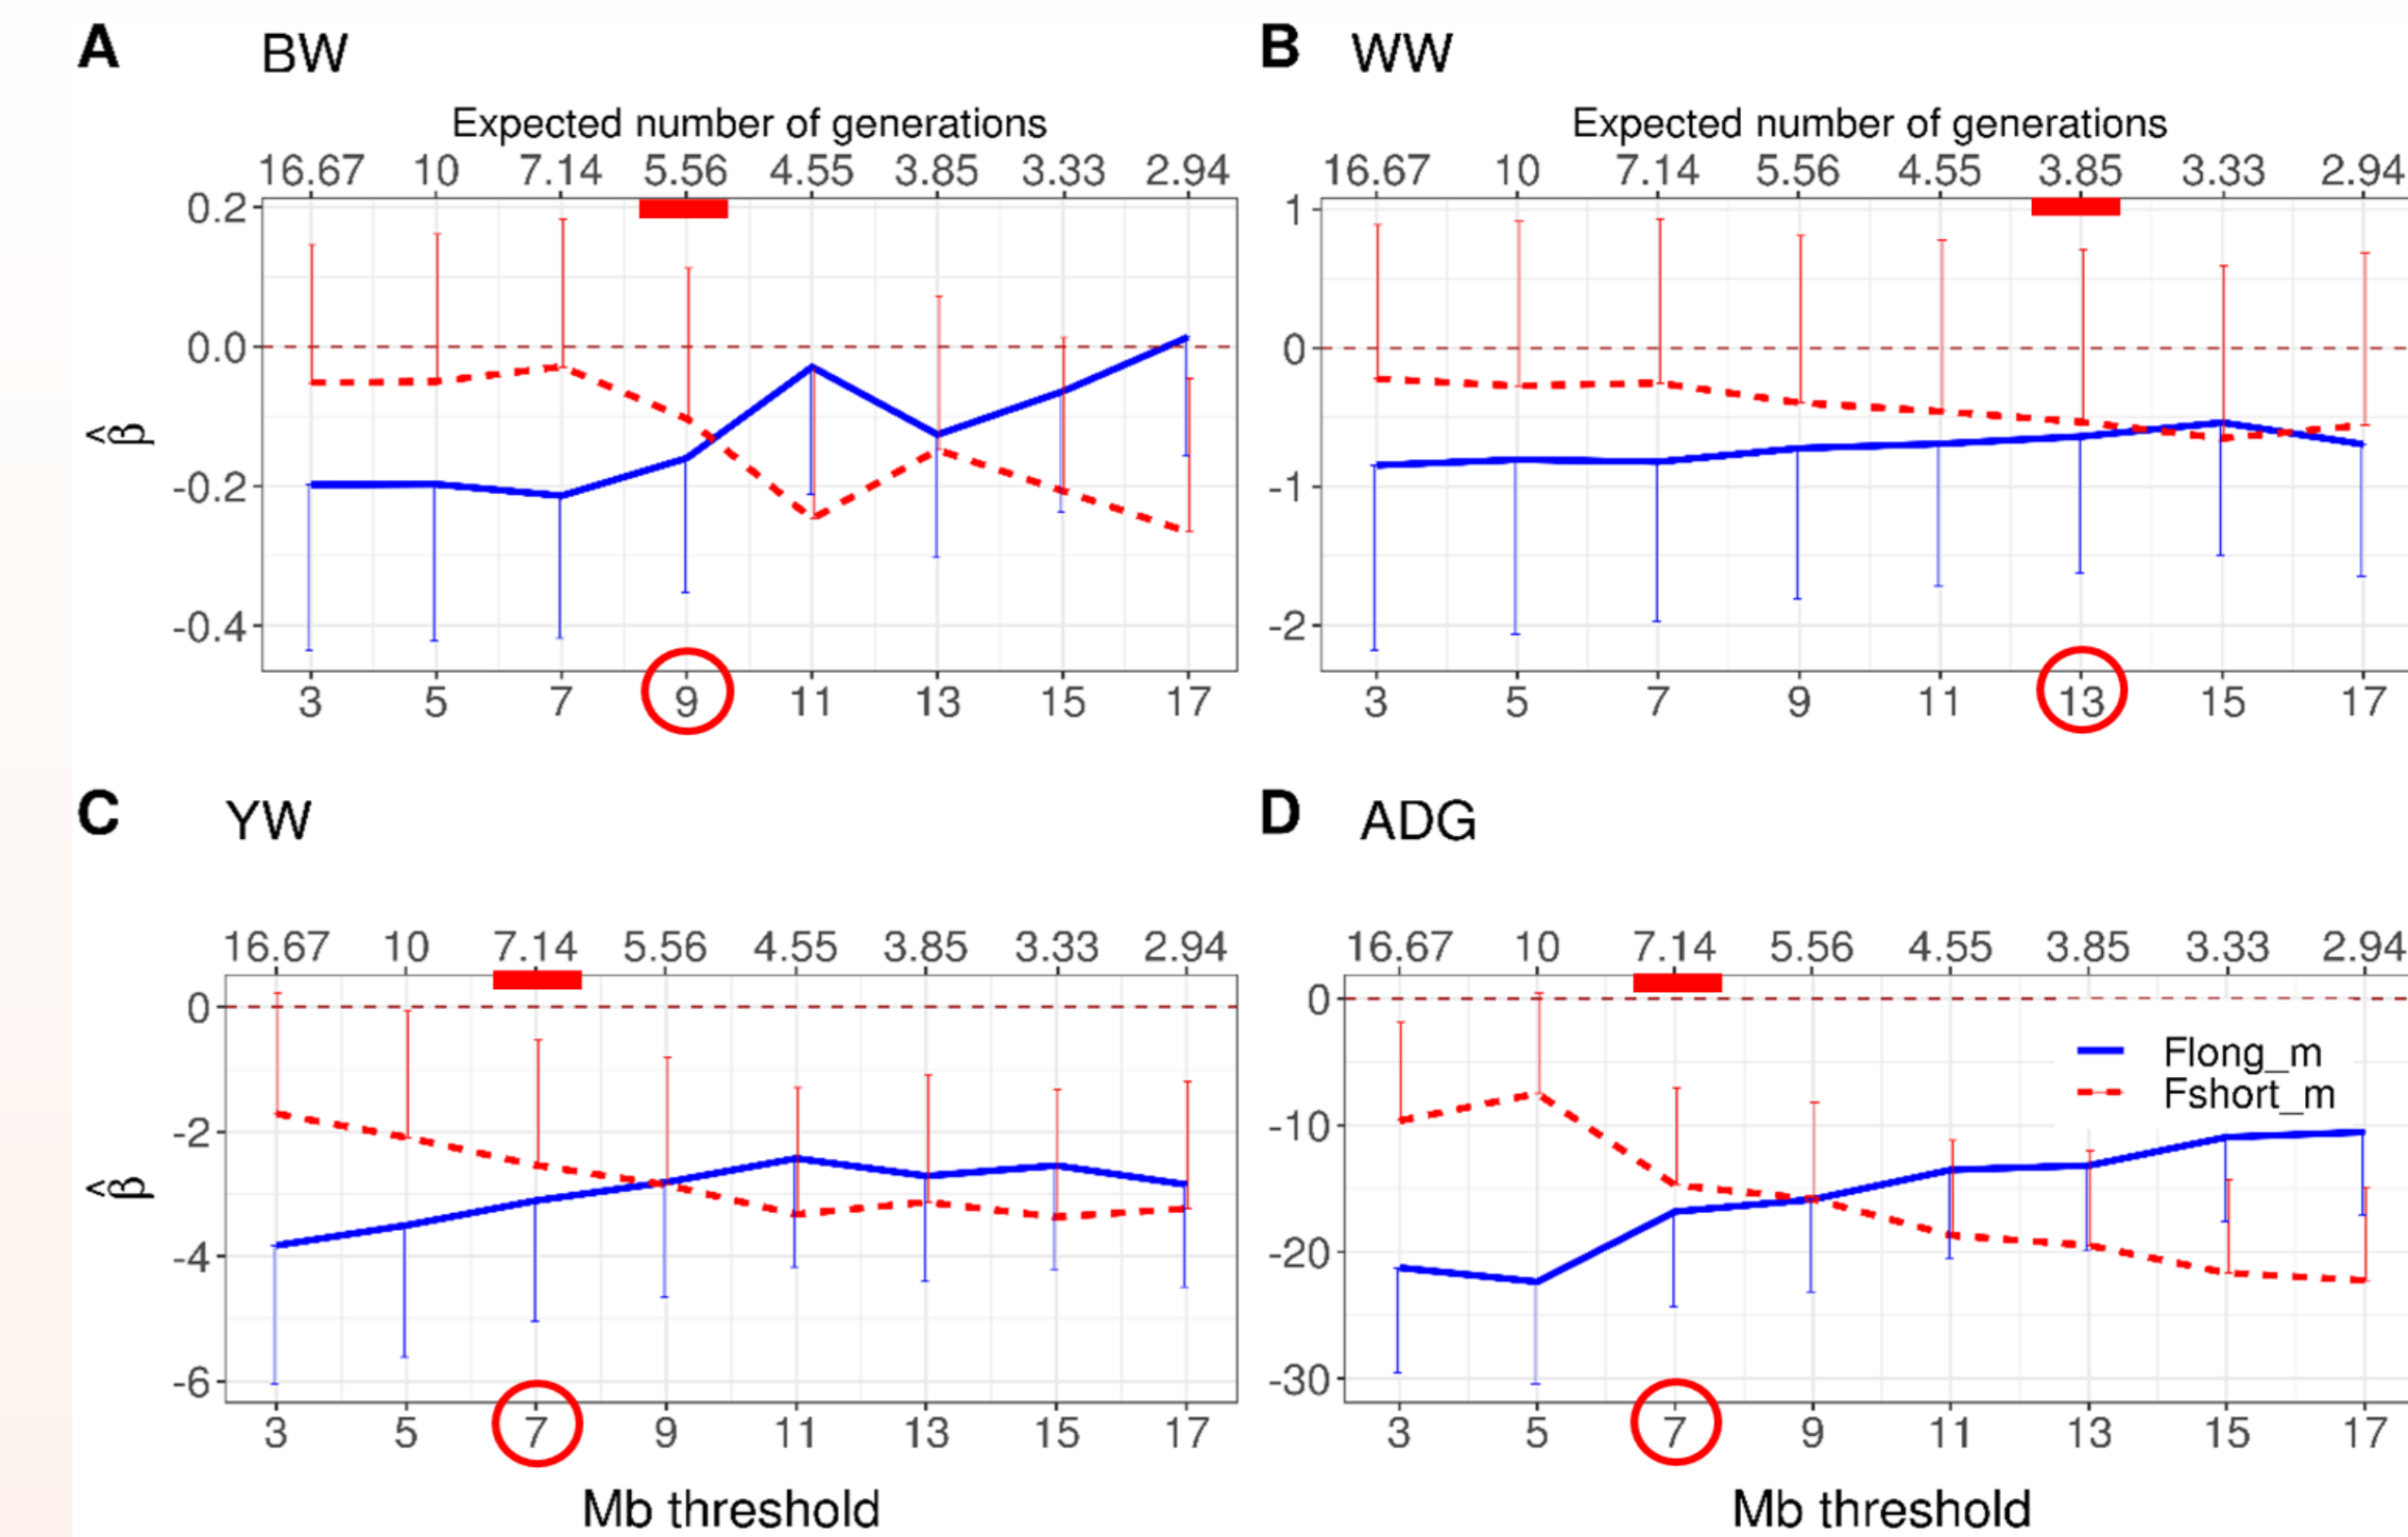 A BW
Expected number of generations
16.67 10 7.14 5.56 4.55 3.85 3.33 2.94
0.2
0.0
-0.2
-0.4
β̂
3 5 7 9 11 13 15 17
B WW
Expected number of generations
16.67 10 7.14 5.56 4.55 3.85 3.33 2.94
1
0
-1
-2
3 5 7 9 11 13 15 17
C YW
16.67 10 7.14 5.56 4.55 3.85 3.33 2.94
0
-2
-4
-6
β̂
3 5 7 9 11 13 15 17
Mb threshold
D ADG
16.67 10 7.14 5.56 4.55 3.85 3.33 2.94
0
-10
-20
-30
Flong_m
Fshort_m
3 5 7 9 11 13 15 17
Mb threshold